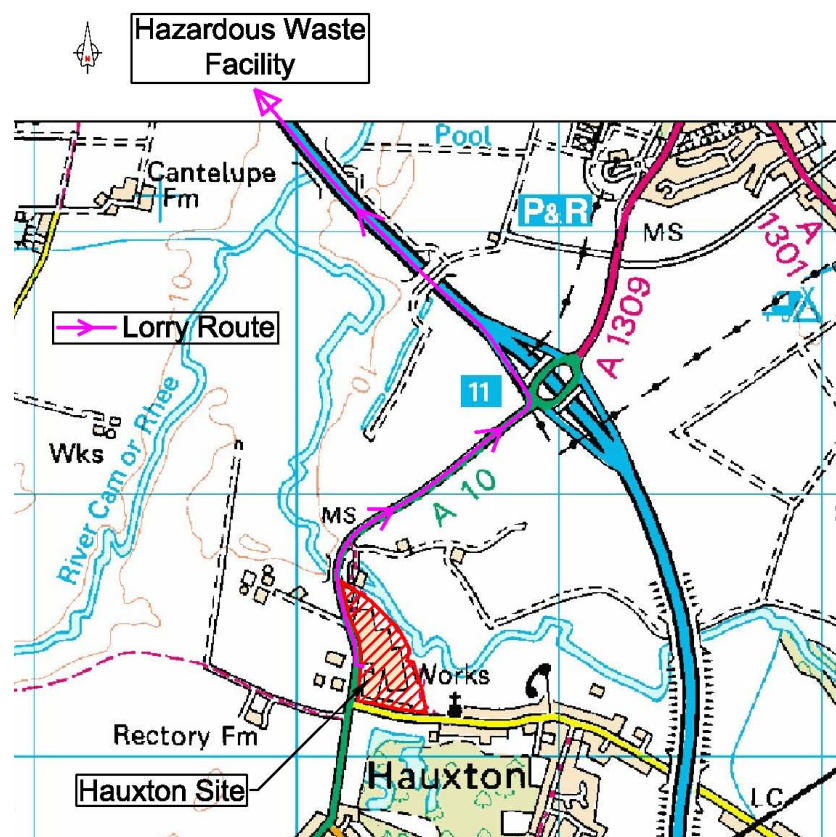 Hazardous Waste
Facility
N
Pool
Cantelupe
Fm
P&R
MS
A
1301
10
A 1309
Lorry Route
10
11
River Cam or Rhee
Wks
A 10
MS
Works
Rectory Fm
Hauxton
Hauxton Site
LC